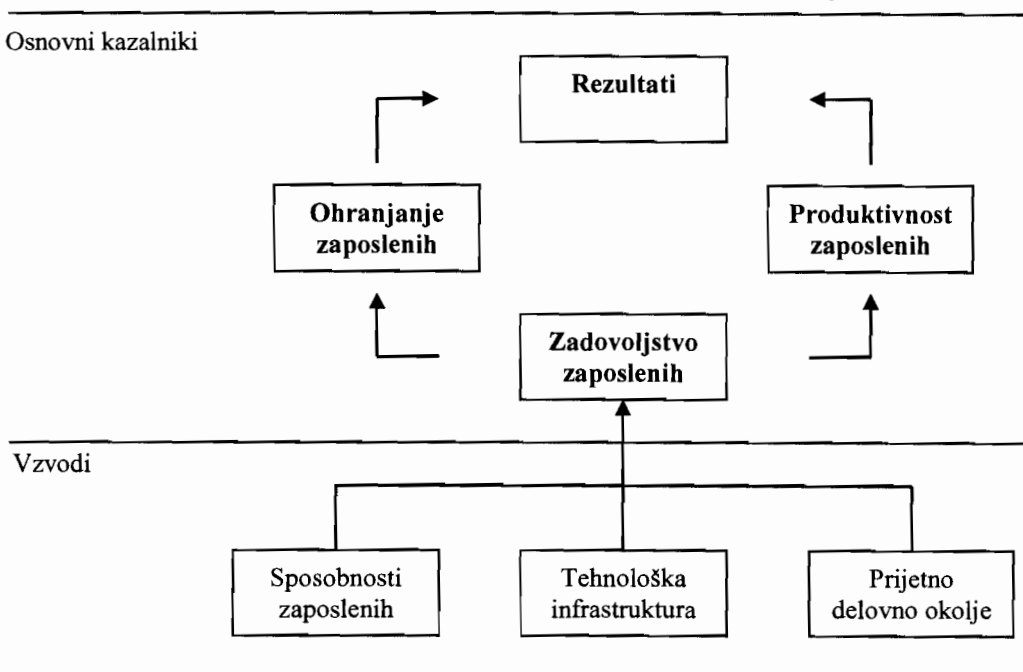 Osnovni kazalniki
Rezultati
Ohranjanje
zaposlenih
Produktivnost
zaposlenih
Zadovoljstvo
zaposlenih
Vzvodi
Sposobnosti
zaposlenih
Tehnološka
infrastruktura
Prijetno
delovno okolje